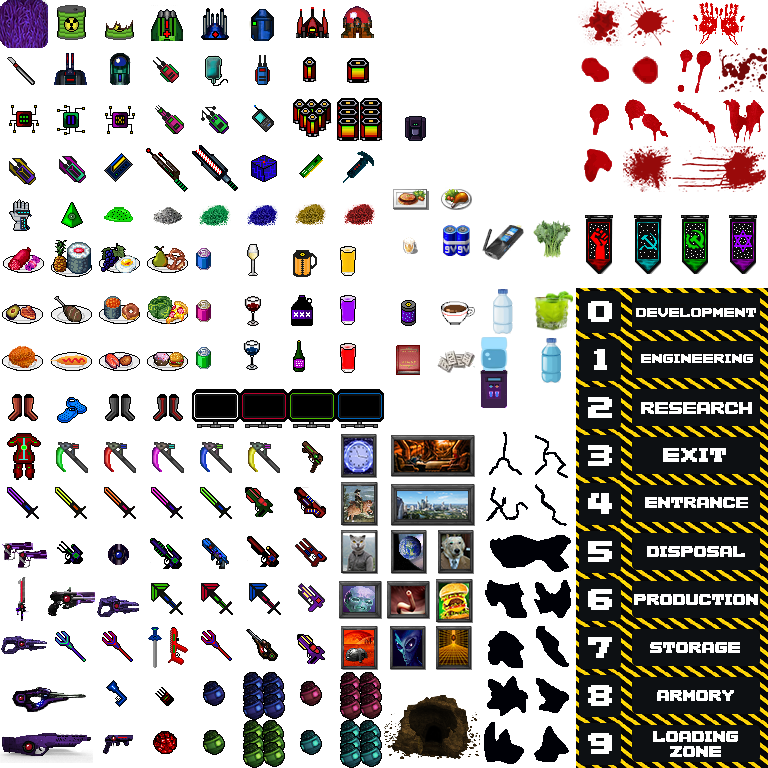 0 DEVELOPMENT
1 ENGINEERING
2 RESEARCH
3 EXIT
4 ENTRANCE
5 DISPOSAL
6 PRODUCTION
7 STORAGE
8 ARMORY
9 LOADING
ZONE